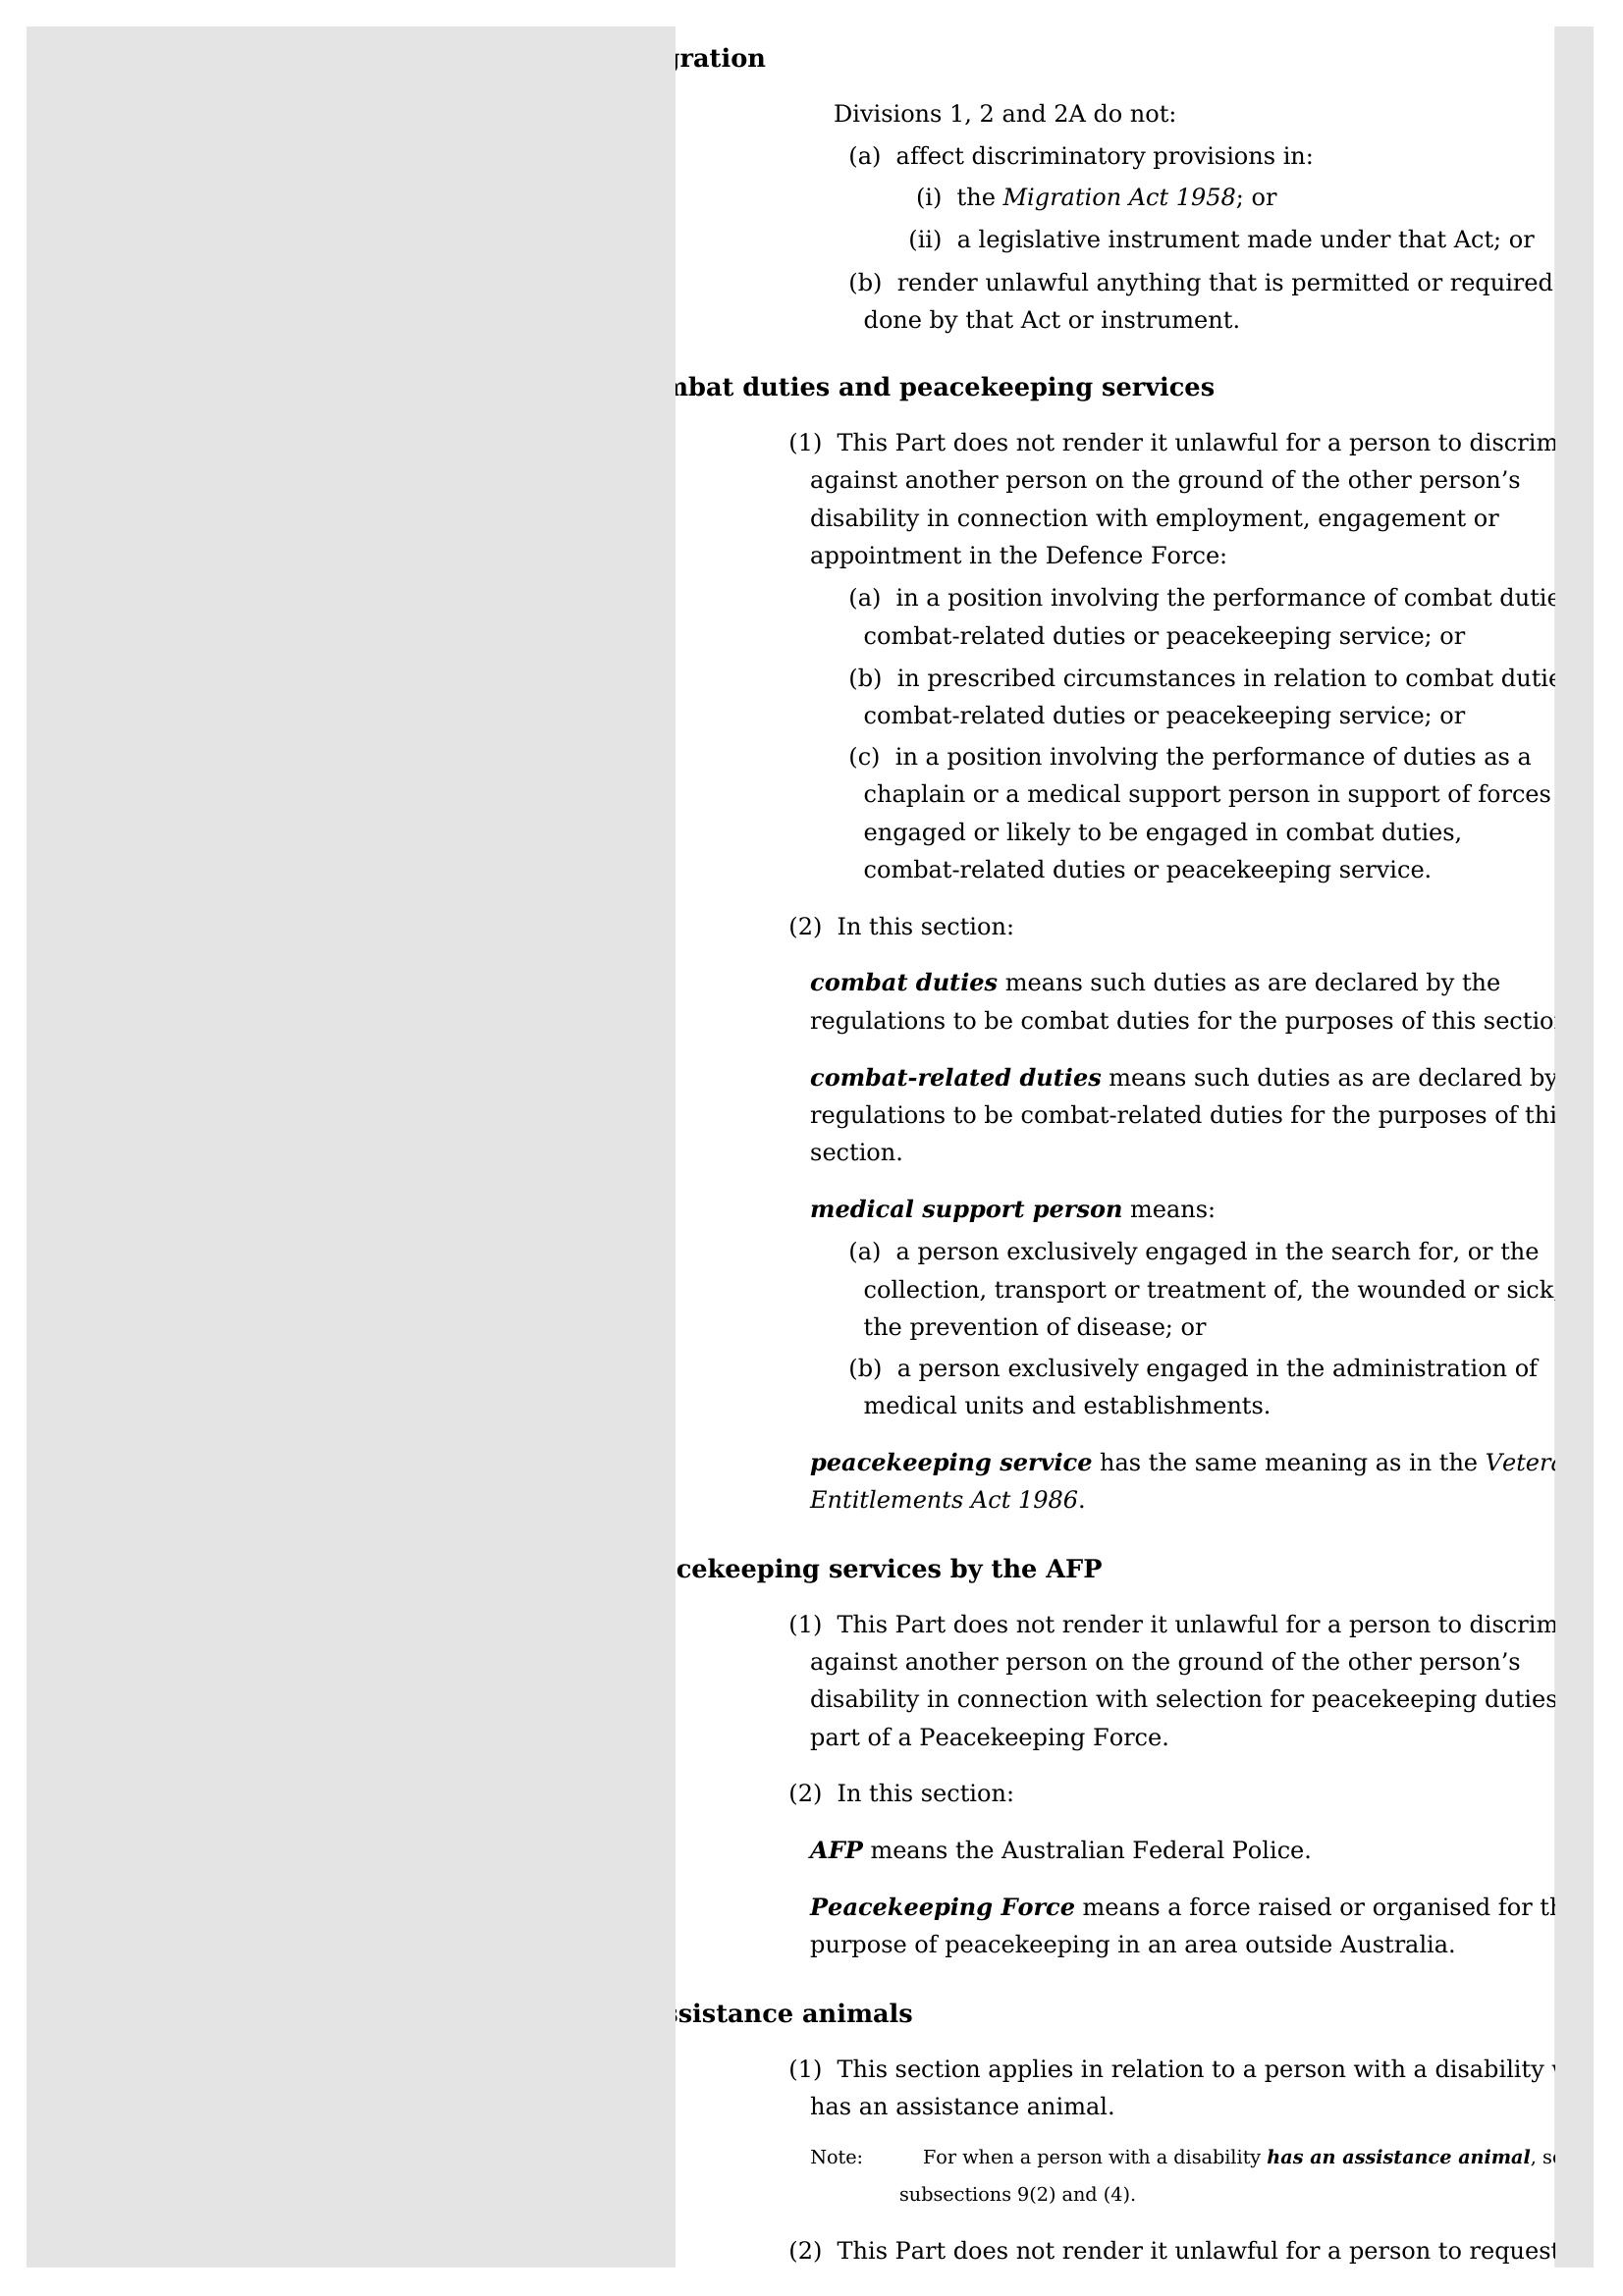 gration
Divisions 1, 2 and 2A do not:
(a) affect discriminatory provisions in:
(i) the Migration Act 1958; or
(ii) a legislative instrument made under that Act; or
(b) render unlawful anything that is permitted or required
done by that Act or instrument.
duties and peacekeeping services
(1) This Part does not render it unlawful for a person to
against another person on the ground of the other person’s
disability in connection with employment, engagement or
appointment in the Defence Force:
(a) in a position involving the performance of combat
combat-related duties or peacekeeping service; or
(b) in prescribed circumstances in relation to combat
combat-related duties or peacekeeping service; or
(c) in a position involving the performance of duties as a
chaplain or a medical support person in support of forces
engaged or likely to be engaged in combat duties,
combat-related duties or peacekeeping service.
(2) In this section:
combat duties means such duties as are declared by the
regulations to be combat duties for the purposes of this
combat-related duties means such duties as are declared by
regulations to be combat-related duties for the purposes of
section.
medical support person means:
(a) a person exclusively engaged in the search for, or the
collection, transport or treatment of, the wounded or sick,
the prevention of disease; or
(b) a person exclusively engaged in the administration of
medical units and establishments.
peacekeeping service has the same meaning as in the
Entitlements Act 1986.
services by the AFP
(1) This Part does not render it unlawful for a person to
against another person on the ground of the other person’s
disability in connection with selection for peacekeeping duties
part of a Peacekeeping Force.
(2) In this section:
AFP means the Australian Federal Police.
Peacekeeping Force means a force raised or organised for
purpose of peacekeeping in an area outside Australia.
animals
(1) This section applies in relation to a person with a disability
has an assistance animal.
Note: For when a person with a disability has an assistance animal,
subsections 9(2) and (4).
(2) This Part does not render it unlawful for a person to request